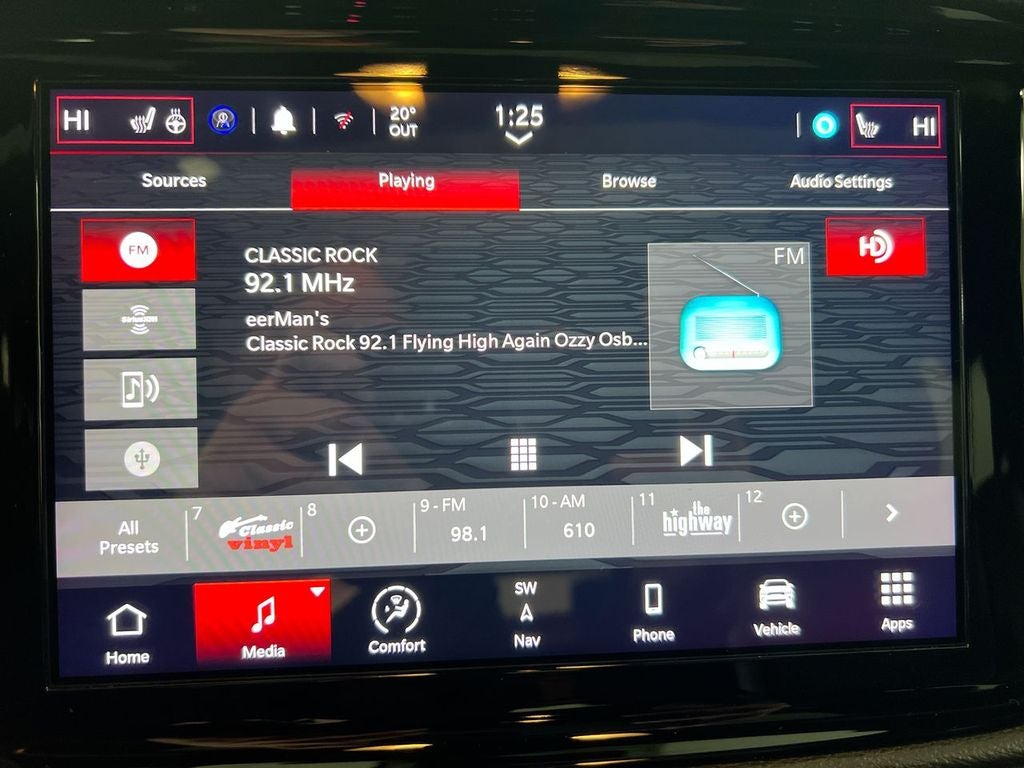 HI
20°
OUT
1:25
HI
Sources
Playing
Browse
Audio Settings
FM
SiriusXM
CLASSIC ROCK
92.1 MHz
eerMan's
Classic Rock 92.1 Flying High Again Ozzy Osb...
FM
HD
All
Presets
7
Classic
vinyl
8
9 - FM
98.1
10 - AM
610
11
the
highway
12
Home
Media
Comfort
SW
Nav
Phone
Vehicle
Apps